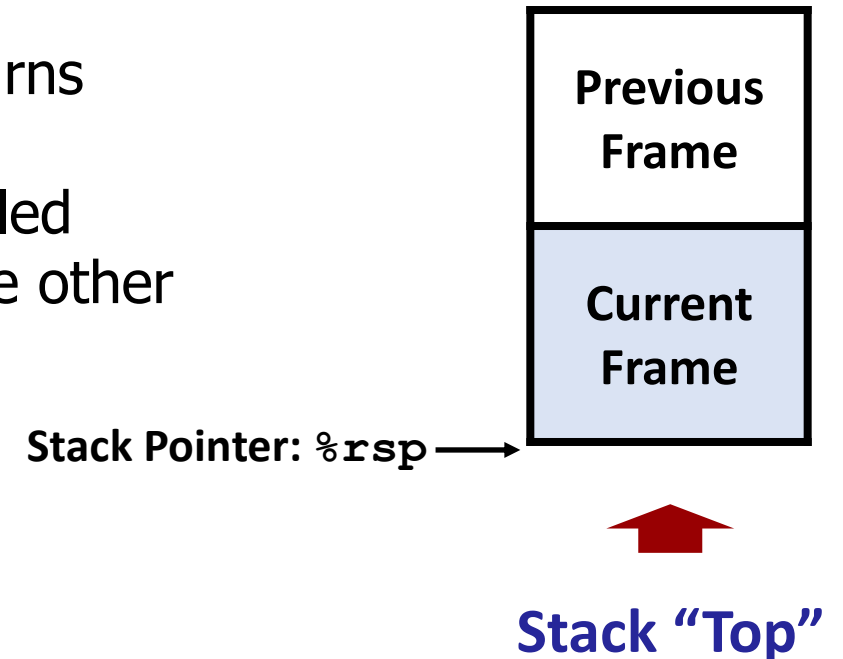 rns
led
e other
Previous
Frame
Current
Frame
Stack Pointer: %rsp
Stack “Top”